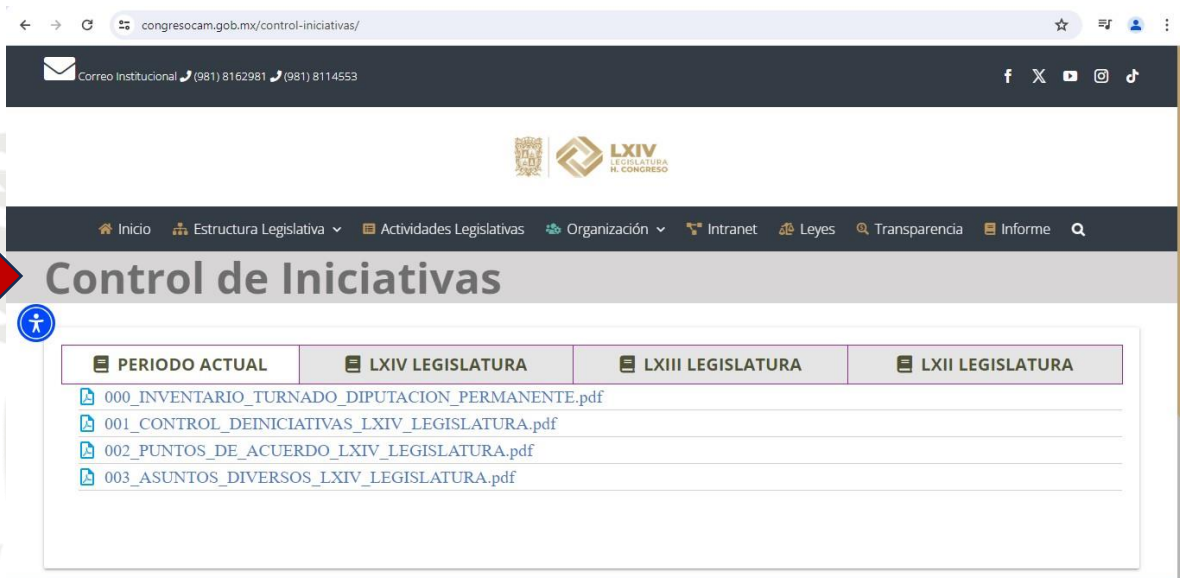 congresocam.gob.mx/control-iniciativas/
Correo Institucional (981) 8162981 (981) 8114553
LXIV
LEGISLATURA
H. CONGRESO
Inicio Estructura Legislativa Actividades Legislativas Organización Intranet Leyes Transparencia Informe
Control de Iniciativas
PERIODO ACTUAL LXIV LEGISLATURA LXIII LEGISLATURA LXII LEGISLATURA
000_INVENTARIO_TURNADO_DIPUTACION_PERMANENTE.pdf
001_CONTROL_DEINICIATIVAS_LXIV_LEGISLATURA.pdf
002_PUNTOS_DE_ACUERDO_LXIV_LEGISLATURA.pdf
003_ASUNTOS_DIVERSOS_LXIV_LEGISLATURA.pdf